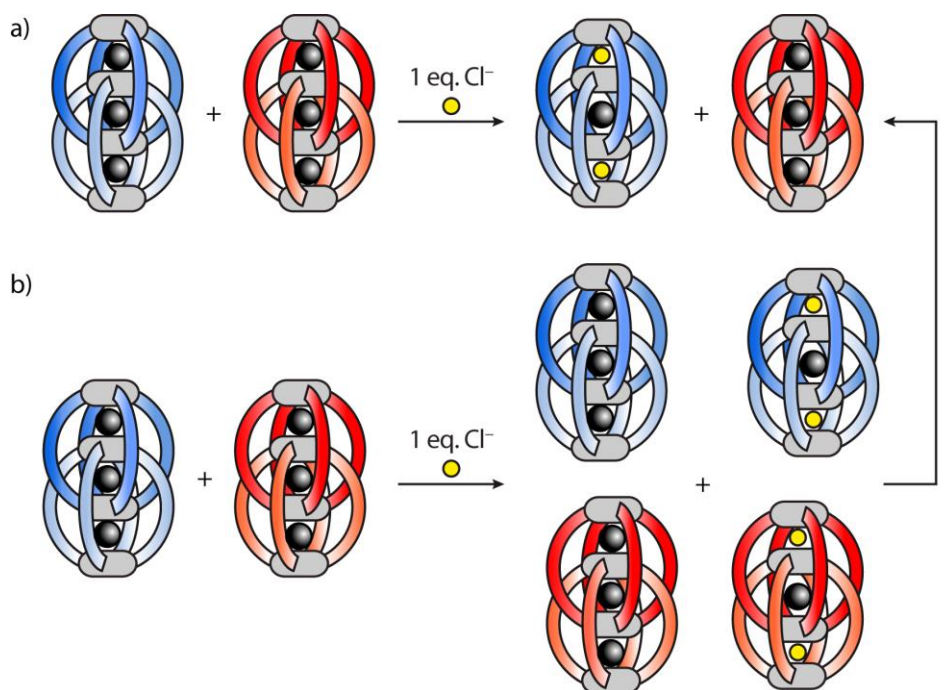 a)
+
1 eq. Cl⁻
+
b)
+
1 eq. Cl⁻
+